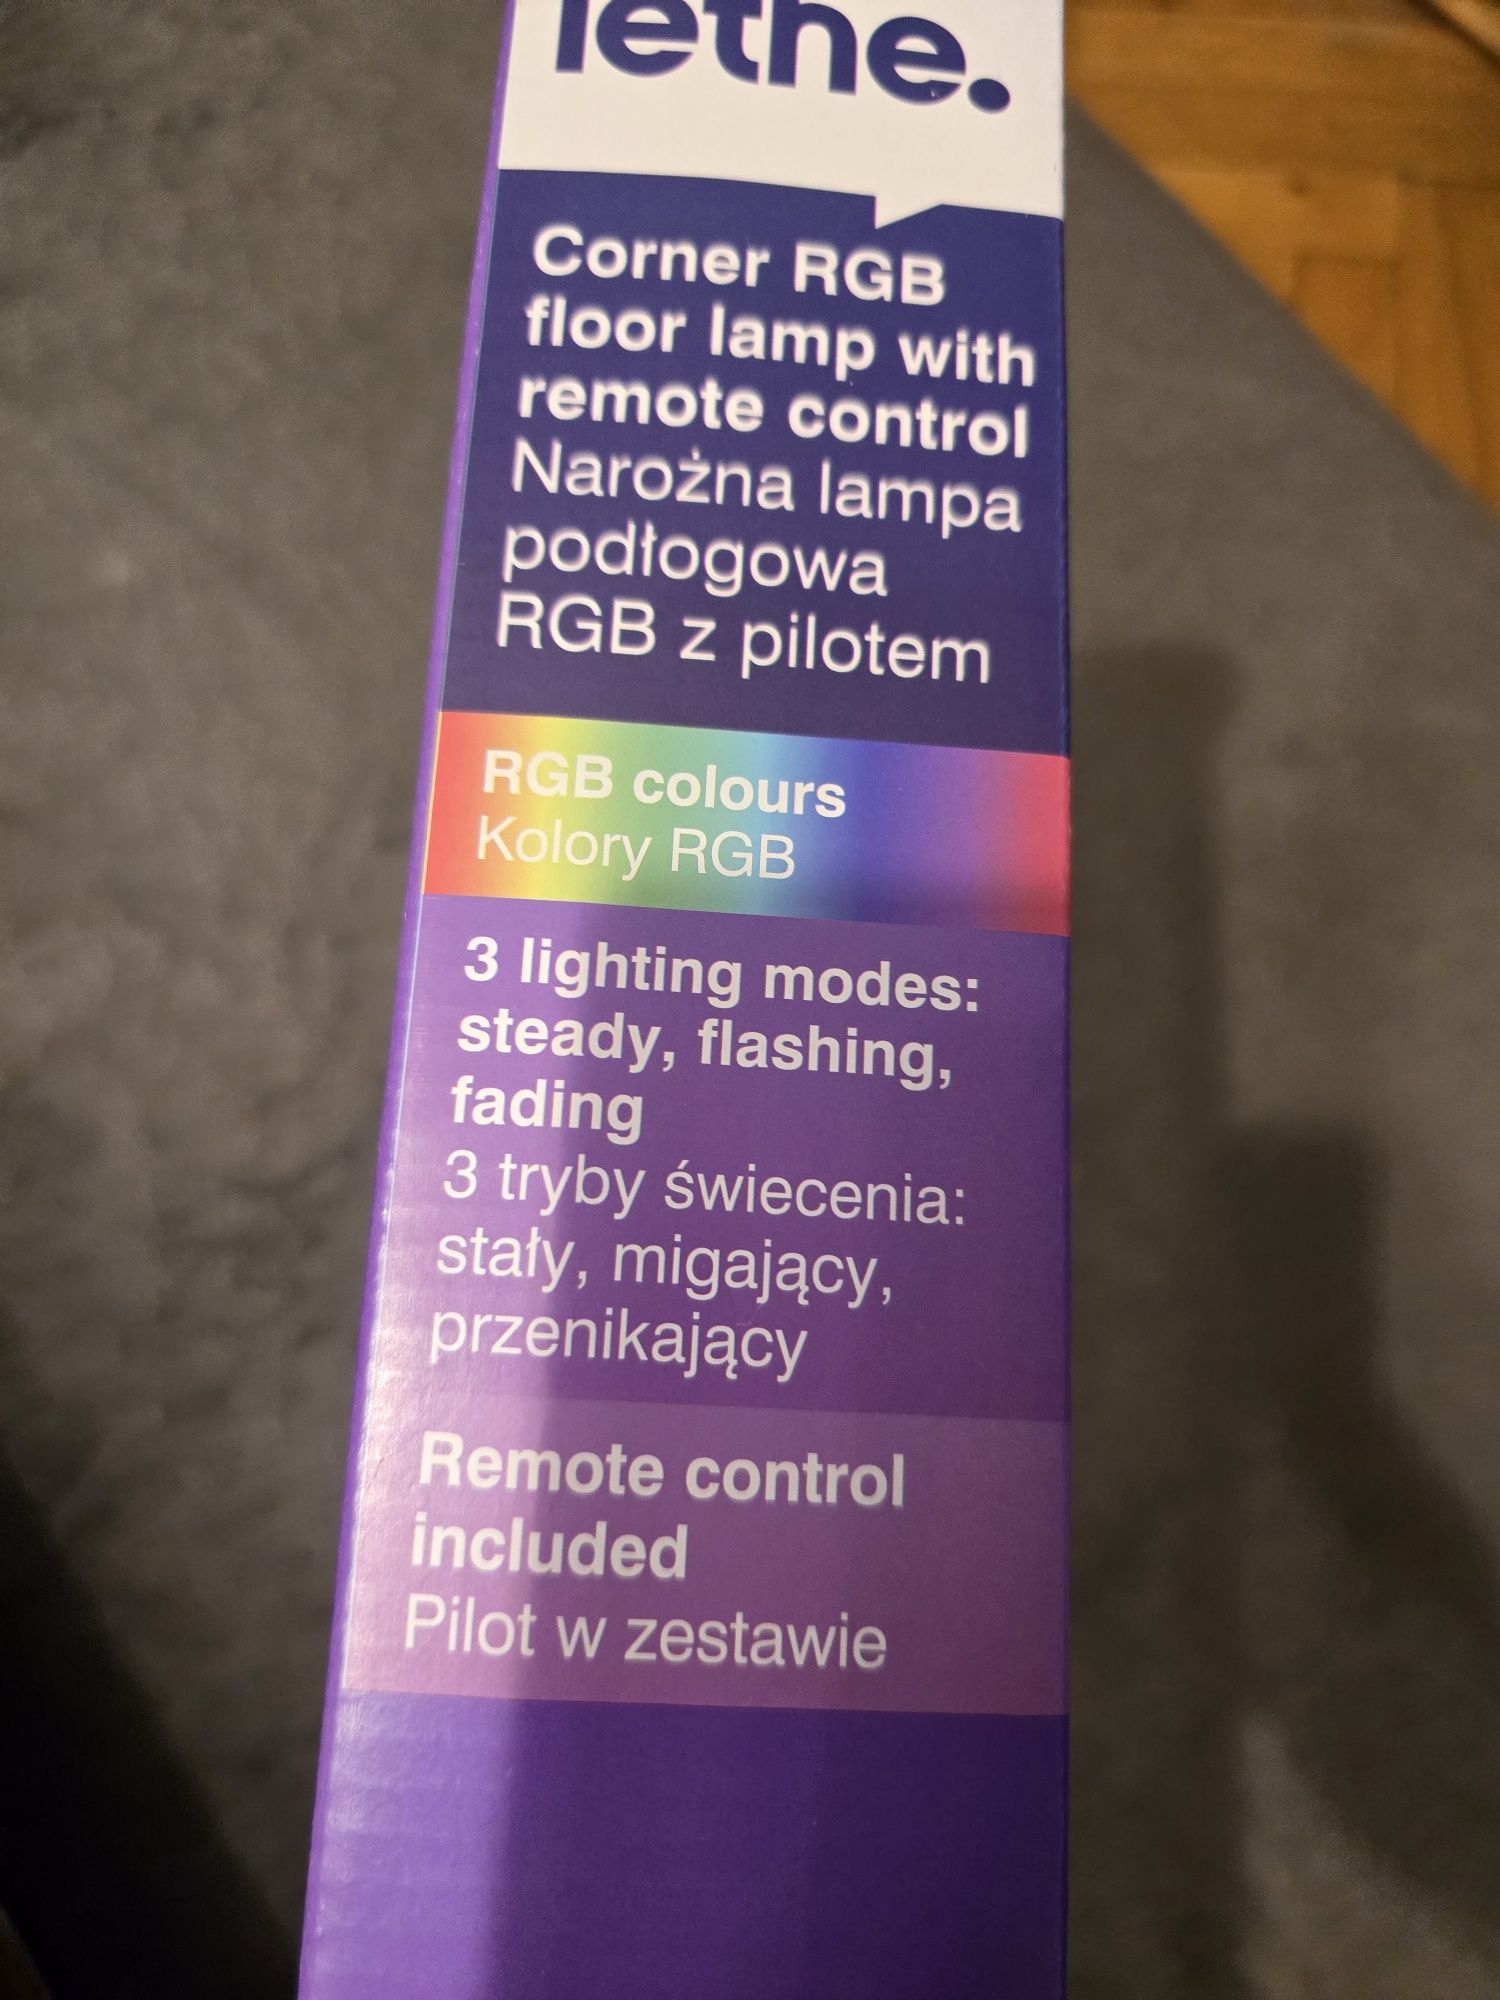 lethe.
Corner RGB
floor lamp with
remote control
Narożna lampa
podłogowa
RGB z pilotem
RGB colours
Kolory RGB
3 lighting modes:
steady, flashing,
fading
3 tryby świecenia:
stały, migający,
przenikający
Remote control
included
Pilot w zestawie